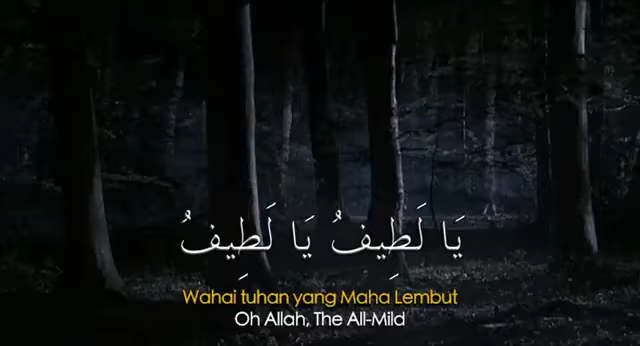 يَا لَطِيفُ يَا لَطِيفُ
Wahai tuhan yang Maha Lembut
Oh Allah, The All-Mild